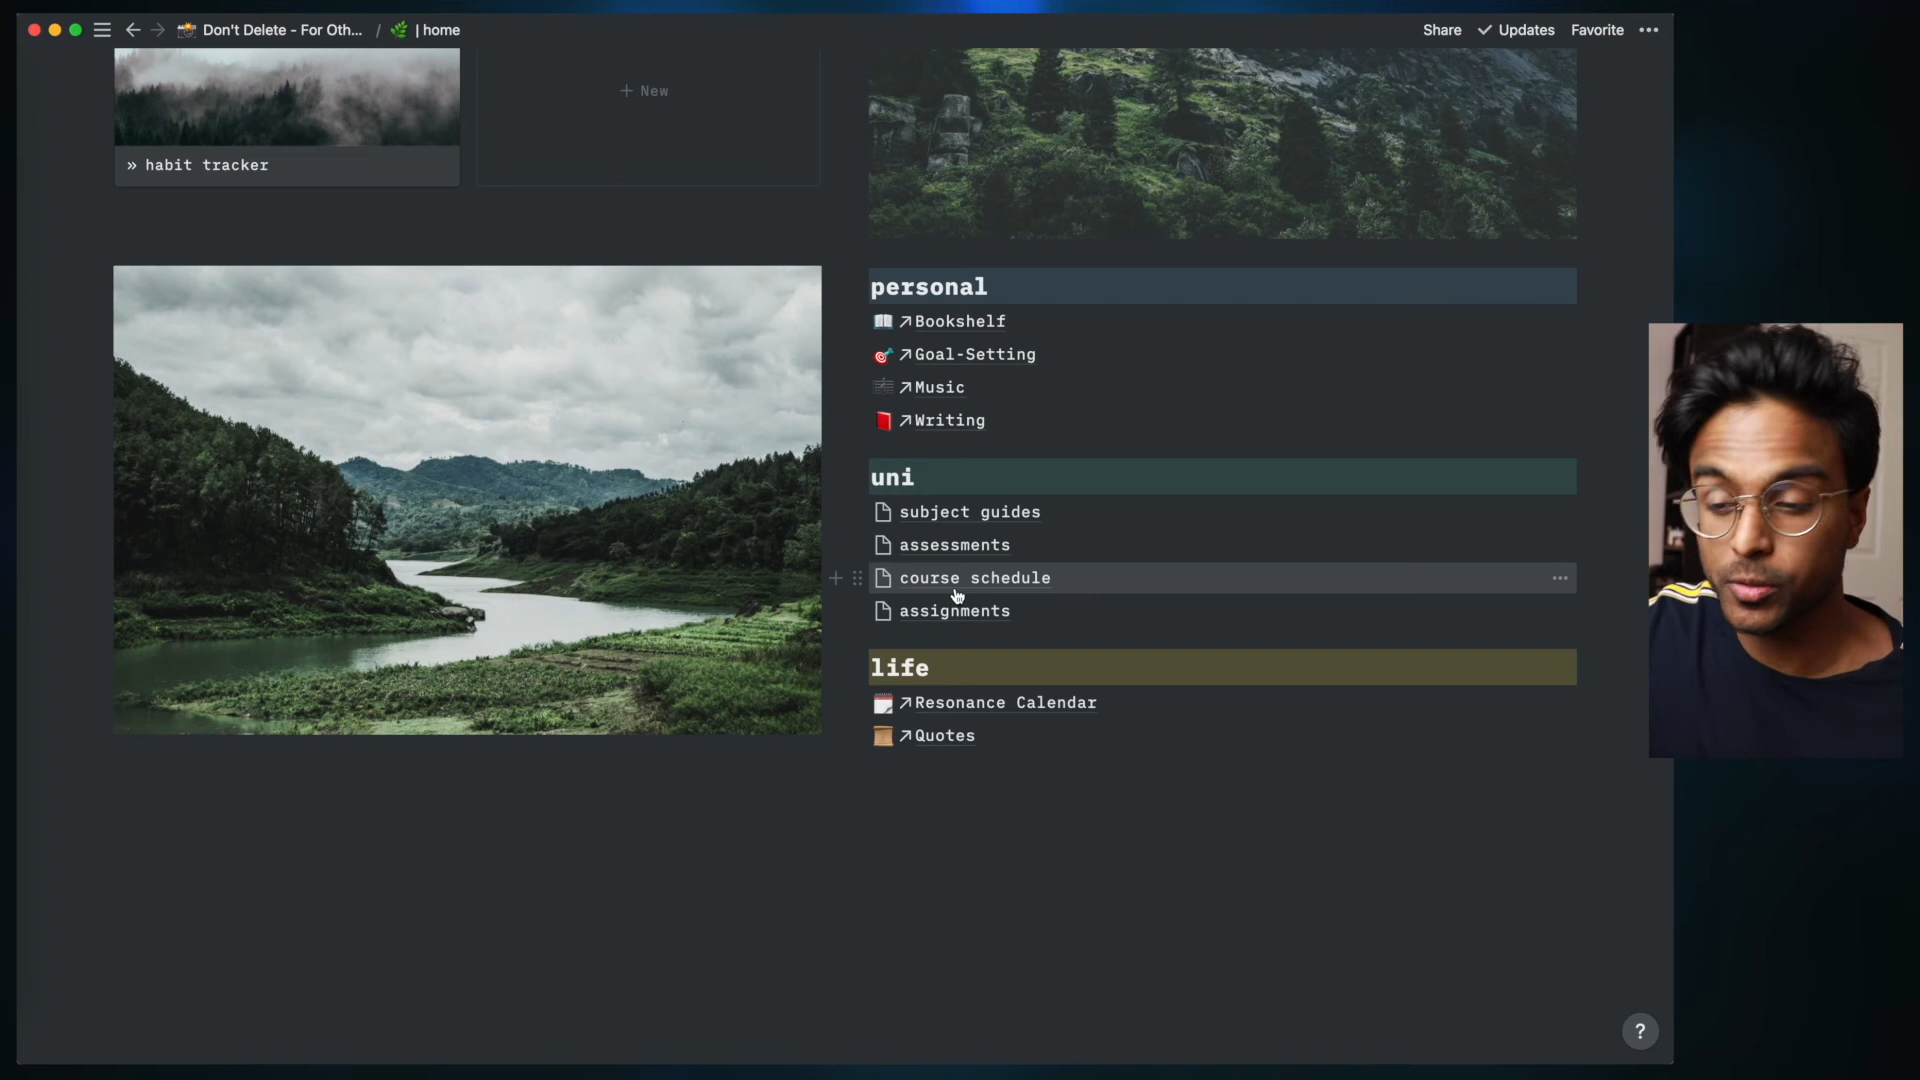 Don't Delete - For Oth... / | home
Share ✓ Updates Favorite •••
+ New
» habit tracker
personal
↗Bookshelf
↗Goal-Setting
↗Music
↗Writing
uni
subject guides
assessments
course schedule
assignments
life
↗Resonance Calendar
↗Quotes
?